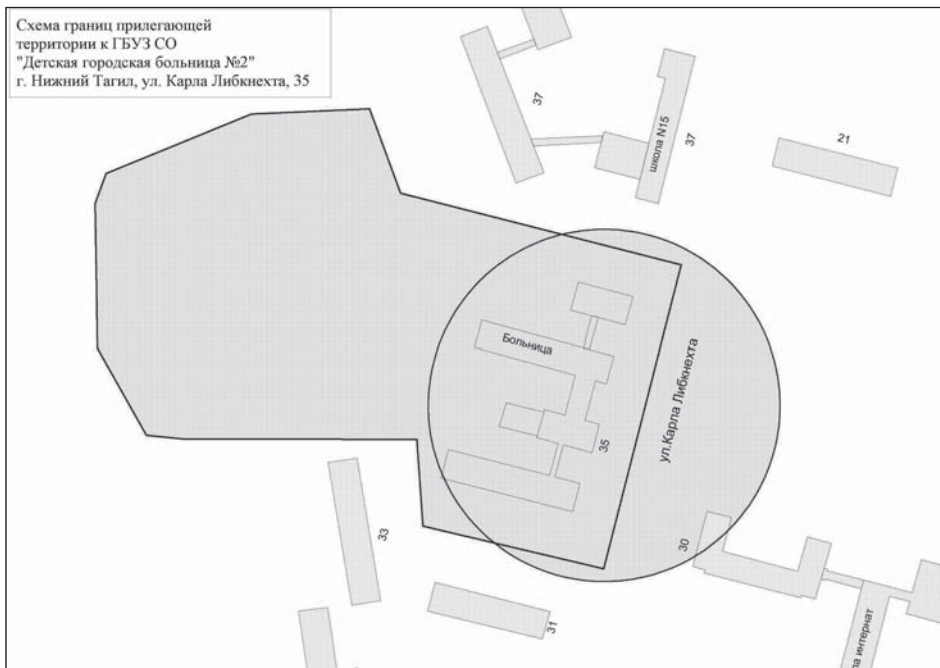 Схема границ прилегающей
территории к ГБУЗ СО
"Детская городская больница №2"
г. Нижний Тагил, ул. Карла Либкнехта, 35
37
школа N15
37
21
Больница
ул.Карла Либкнехта
35
33
30
31
интернат